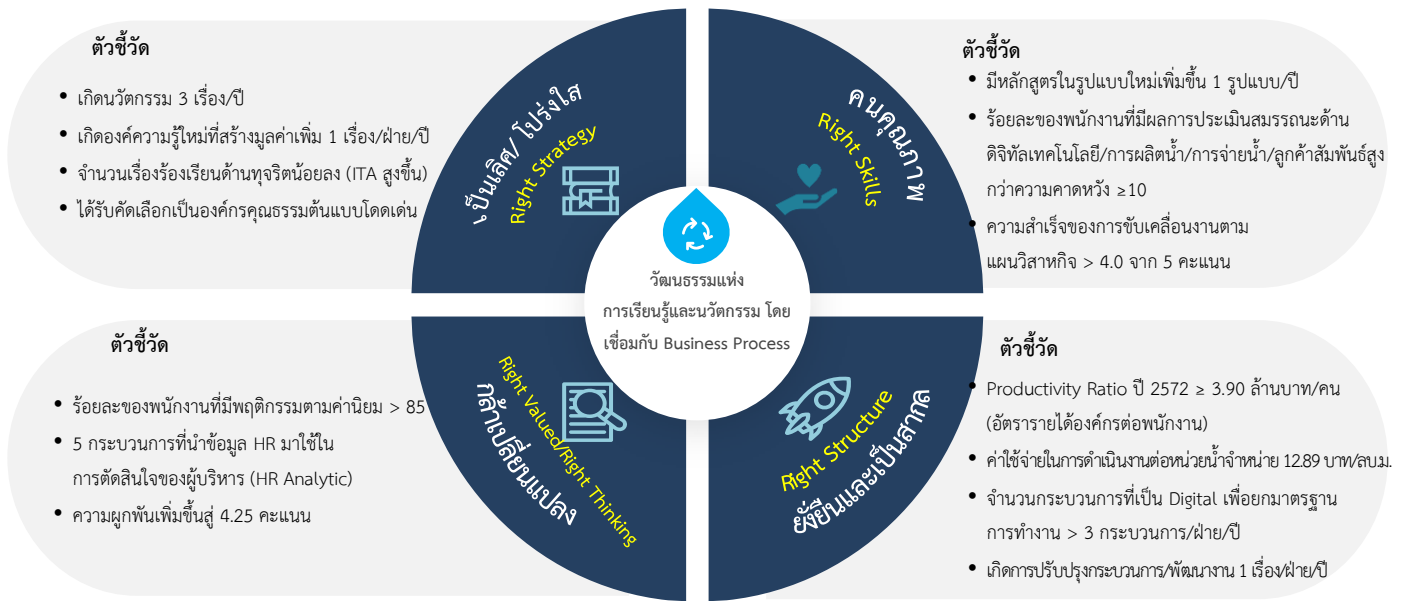 ตัวชี้วัด
• เกิดนวัตกรรม 3 เรื่อง/ปี
• เกิดองค์ความรู้ใหม่ที่สร้างมูลค่าเพิ่ม 1 เรื่อง/ฝ่าย/ปี
• จำนวนเรื่องร้องเรียนด้านทุจริตน้อยลง (ITA สูงขึ้น)
• ได้รับคัดเลือกเป็นองค์กรคุณธรรมต้นแบบโดดเด่น
เป็นเลิศ/ โปร่งใส
Right Strategy
คนคุณภาพ
Right Skills
ตัวชี้วัด
• มีหลักสูตรในรูปแบบใหม่เพิ่มขึ้น 1 รูปแบบ/ปี
• ร้อยละของพนักงานที่มีผลการประเมินสมรรถนะด้าน
ดิจิทัลเทคโนโลยี/การผลิตน้ำ/การจ่ายน้ำ/ลูกค้าสัมพันธ์สูง
กว่าความคาดหวัง ≥10
• ความสำเร็จของการขับเคลื่อนงานตาม
แผนวิสาหกิจ > 4.0 จาก 5 คะแนน
วัฒนธรรมแห่ง
การเรียนรู้และนวัตกรรม โดย
เชื่อมกับ Business Process
ตัวชี้วัด
• ร้อยละของพนักงานที่มีพฤติกรรมตามค่านิยม > 85
• 5 กระบวนการที่นำข้อมูล HR มาใช้ใน
การตัดสินใจของผู้บริหาร (HR Analytic)
• ความผูกพันเพิ่มขึ้นสู่ 4.25 คะแนน
Right Valued/Right Thinking
กล้าเปลี่ยนแปลง
Right Structure
ยั่งยืนและเป็นสากล
ตัวชี้วัด
• Productivity Ratio ปี 2572 ≥ 3.90 ล้านบาท/คน
(อัตรารายได้องค์กรต่อพนักงาน)
• ค่าใช้จ่ายในการดำเนินงานต่อหน่วยน้ำจำหน่าย 12.89 บาท/ลบ.ม.
• จำนวนกระบวนการที่เป็น Digital เพื่อยกมาตรฐาน
การทำงาน > 3 กระบวนการ/ฝ่าย/ปี
• เกิดการปรับปรุงกระบวนการ/พัฒนางาน 1 เรื่อง/ฝ่าย/ปี